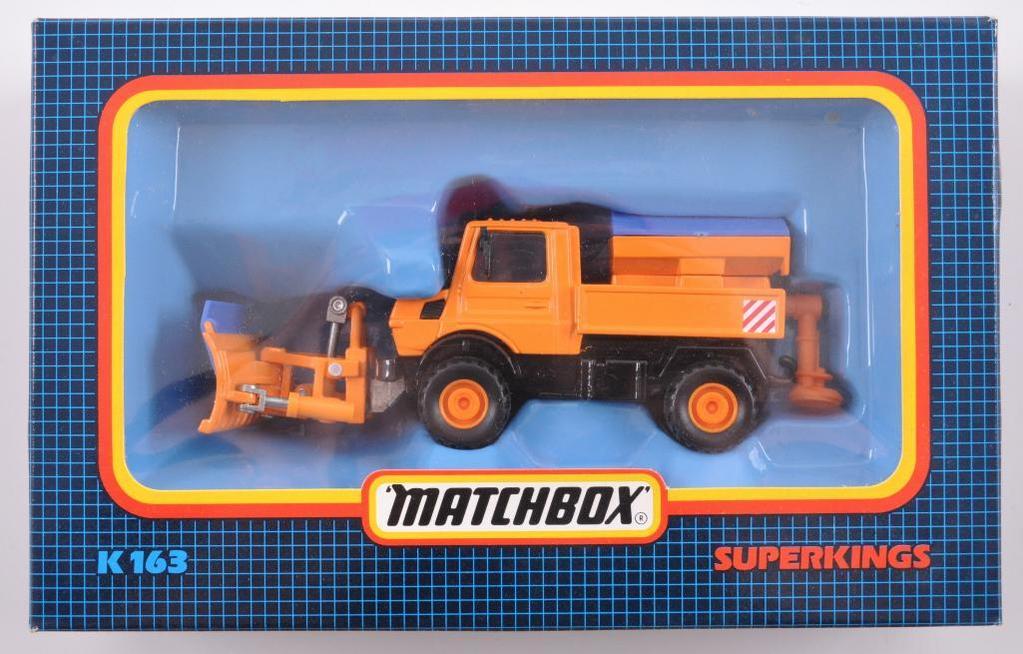 'MATCHBOX' ®
K 163
SUPERKINGS